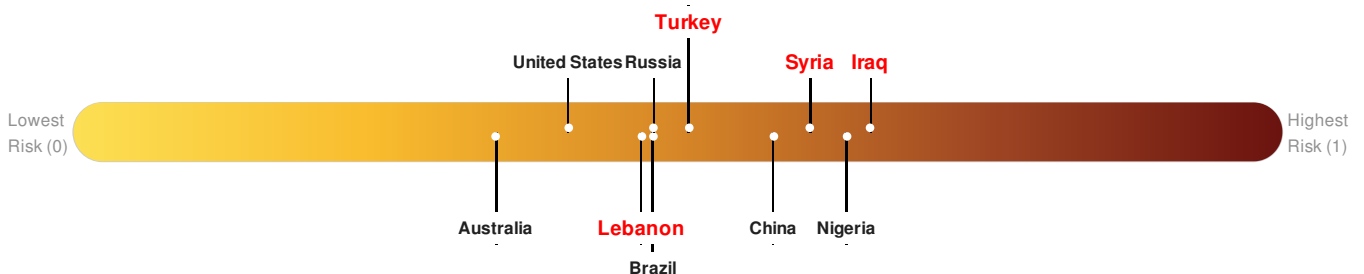 Turkey
United States Russia Syria Iraq
Lowest
Risk (0)
Highest
Risk (1)
Australia Lebanon China Nigeria
Brazil